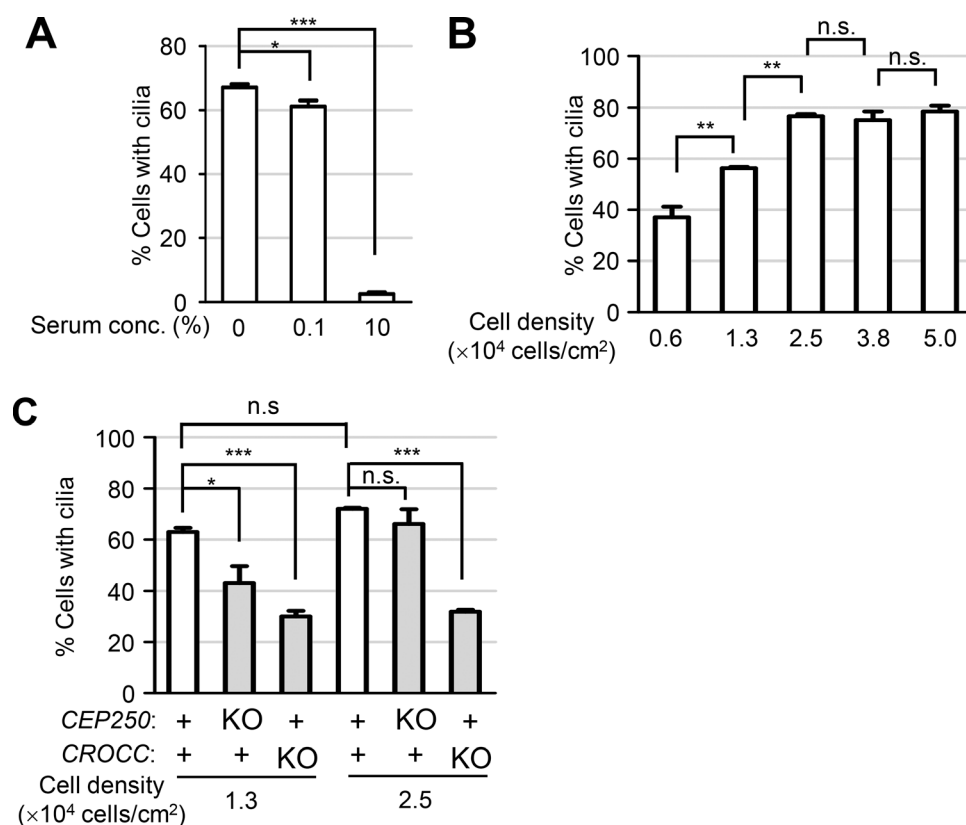 A
% Cells with cilia
80
60
40
20
0
***
*
Serum conc. (%)
0 0.1 10
B
% Cells with cilia
100
80
60
40
20
0
**
**
n.s.
n.s.
Cell density
(×10⁴ cells/cm²)
0.6 1.3 2.5 3.8 5.0
C
% Cells with cilia
100
80
60
40
20
0
n.s
***
*
***
n.s.
CEP250: + KO + + KO +
CROCC: + + KO + + KO
Cell density
(×10⁴ cells/cm²)
1.3 2.5